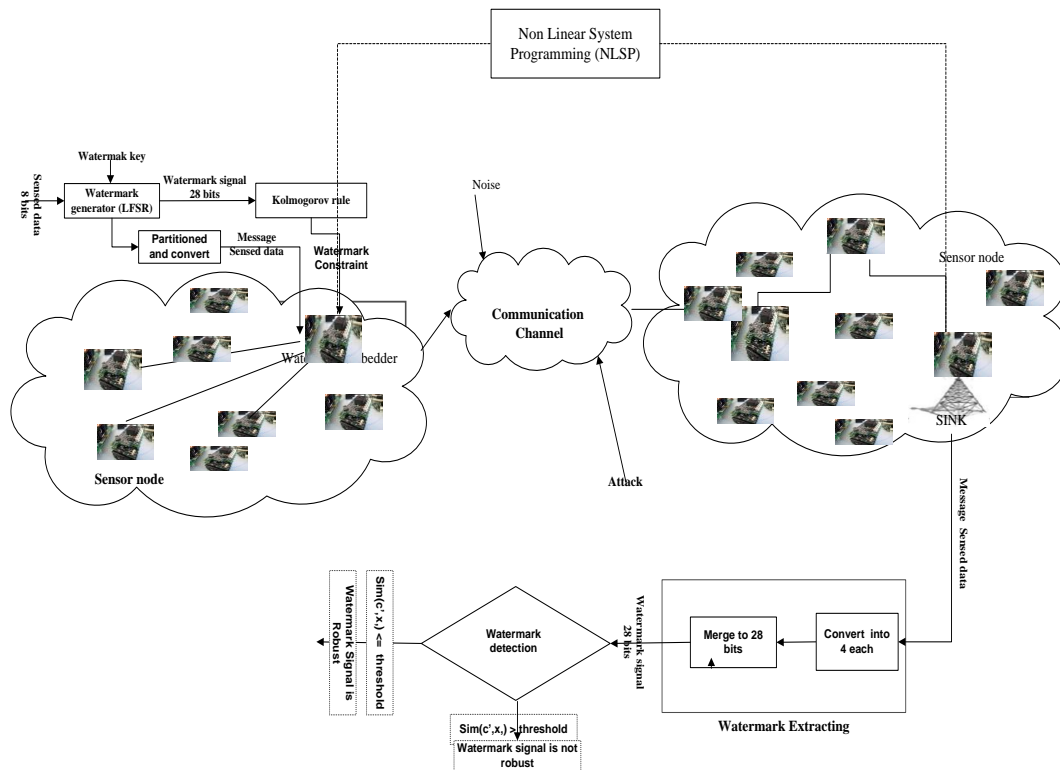 Non Linear System
Programming (NLSP)
Watermak key
Sensed data
8 bits
Watermark
generator (LFSR)
Watermark signal
28 bits
Kolmogorov rule
Partitioned
and convert
Message
Sensed data
Watermark
Constraint
Noise
Communication
Channel
Attack
Sensor node
Sensor node
SINK
Message Sensed data
Convert into
4 each
Merge to 28
bits
Watermark Extracting
Watermark signal
28 bits
Watermark
detection
Sim(c',x,) <= threshold
Watermark Signal is
Robust
Sim(c',x,) > threshold
Watermark signal is not
robust